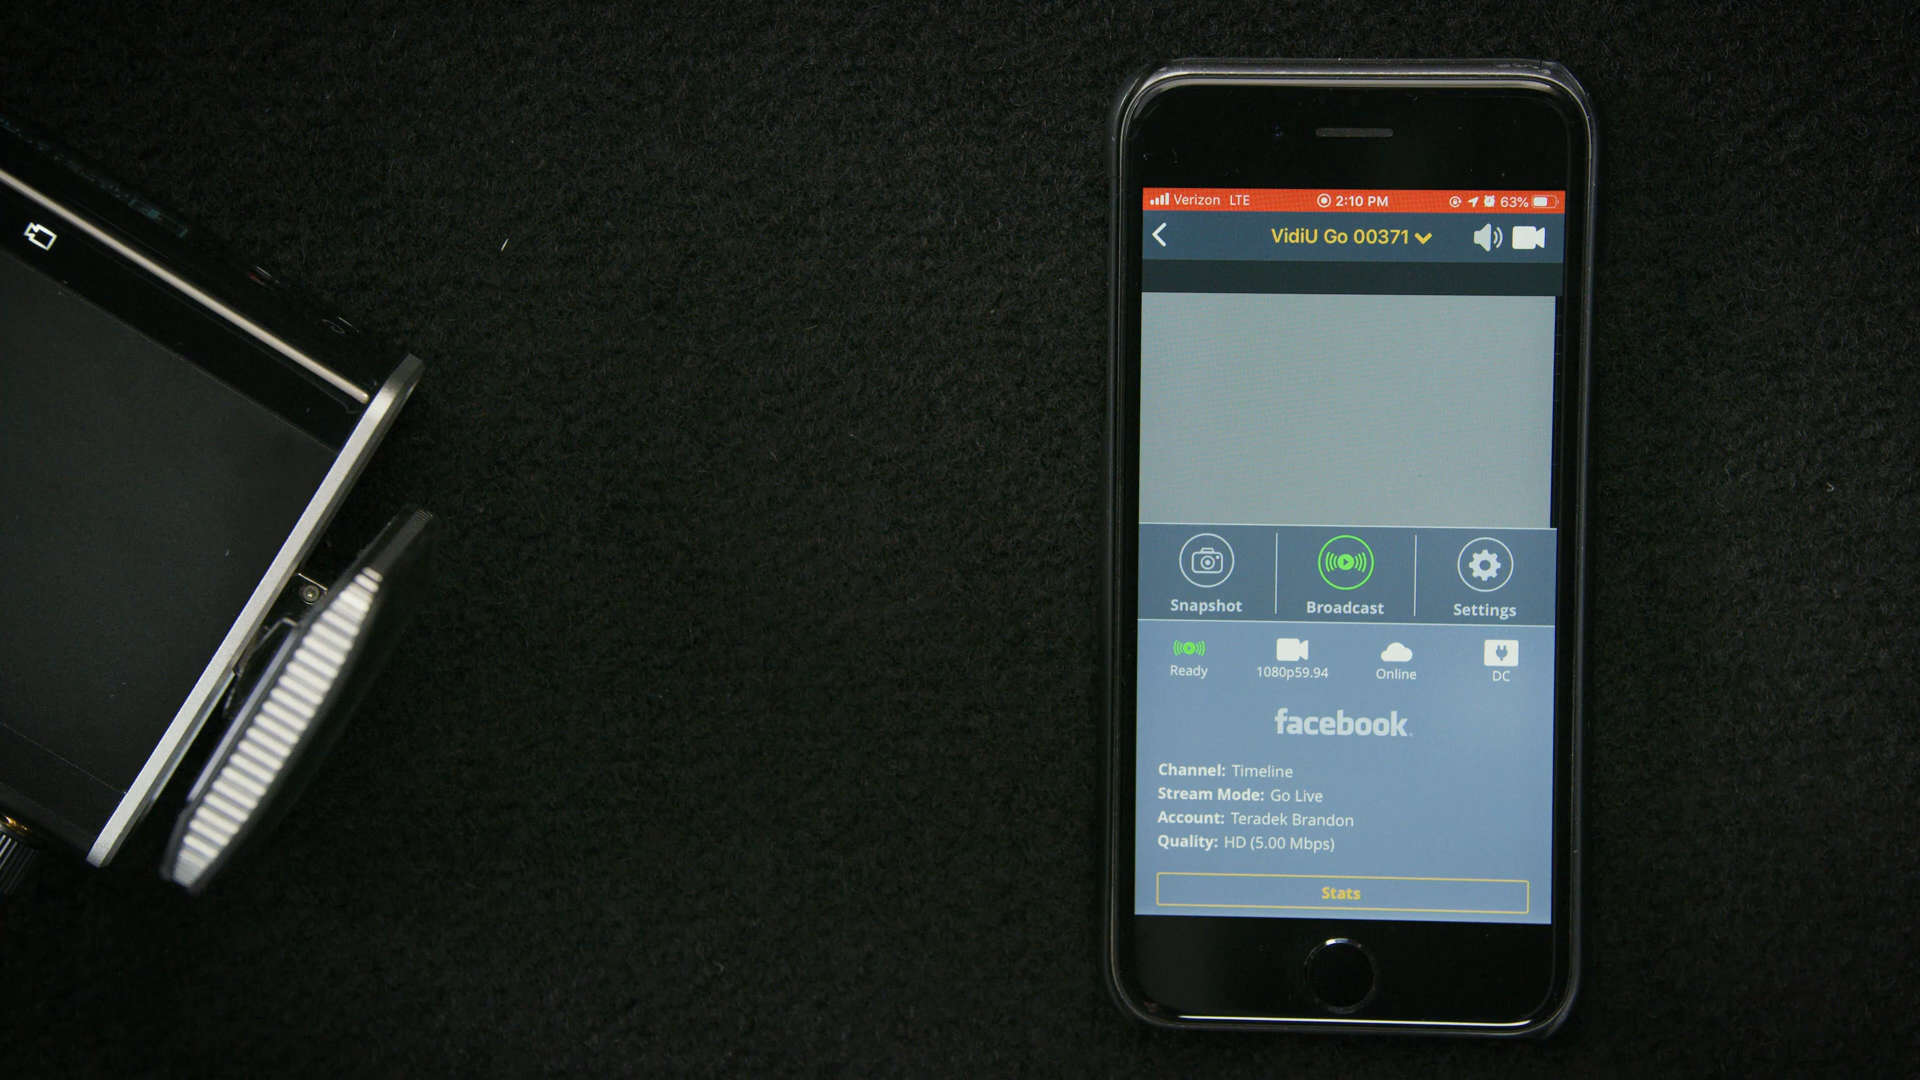 Verizon LTE 2:10 PM 63%
VidiU Go 00371
Snapshot Broadcast Settings
Ready 1080p59.94 Online DC
facebook
Channel: Timeline
Stream Mode: Go Live
Account: Teradek Brandon
Quality: HD (5.00 Mbps)
Stats